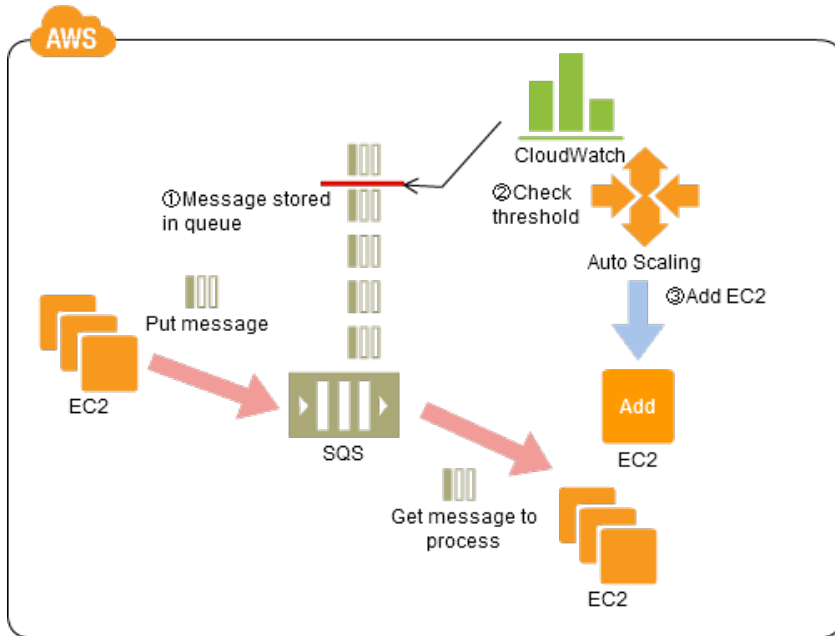 AWS
CloudWatch
①Message stored
in queue
②Check
threshold
Auto Scaling
③Add EC2
Put message
EC2
SQS
Add
EC2
Get message to
process
EC2